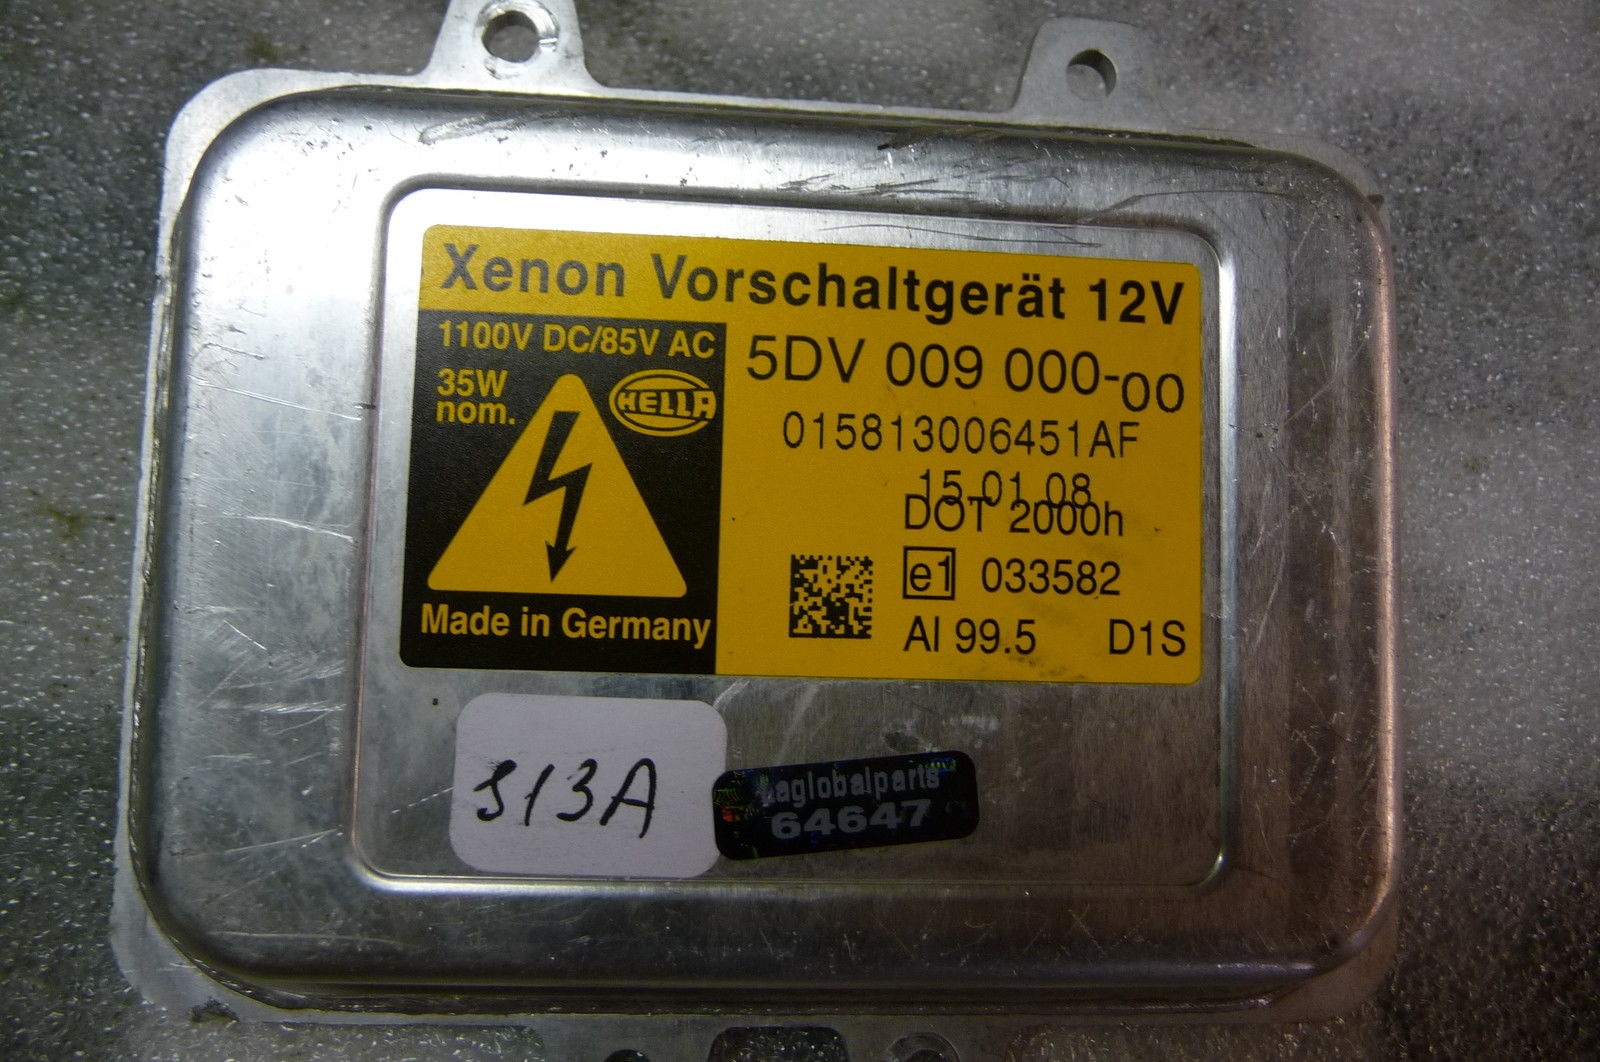 Xenon Vorschaltgerät 12V
1100V DC/85V AC
35W
nom.
HELLA
Made in Germany
5DV 009 000-00
015813006451AF
15.01.08
DOT 2000h
e1 033582
Al 99.5 D1S
S13A
64647